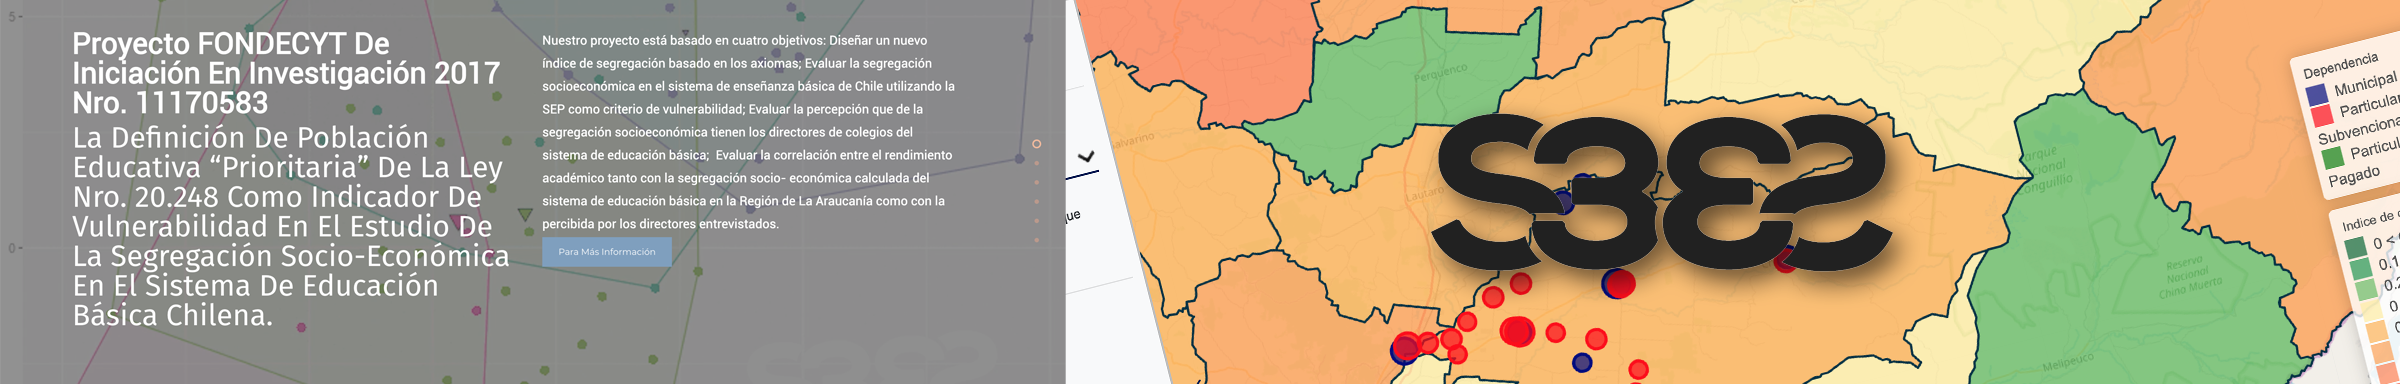 5
0
Proyecto FONDECYT De
Iniciación En Investigación 2017
Nro. 11170583
La Definición De Población
Educativa “Prioritaria” De La Ley
Nro. 20.248 Como Indicador De
Vulnerabilidad En El Estudio De
La Segregación Socio-Económica
En El Sistema De Educación
Básica Chilena.
Nuestro proyecto está basado en cuatro objetivos: Diseñar un nuevo
índice de segregación basado en los axiomas; Evaluar la segregación
socioeconómica en el sistema de enseñanza básica de Chile utilizando la
SEP como criterio de vulnerabilidad; Evaluar la percepción que de la
segregación socioeconómica tienen los directores de colegios del
sistema de educación básica; Evaluar la correlación entre el rendimiento
académico tanto con la segregación socio- económica calculada del
sistema de educación básica en la Región de La Araucanía como con la
percibida por los directores entrevistados.
Para Más Información
que
Perquenco
Lautaro
Parque
Nacional
Reserva
Nacional
China Muerta
Melipeuco
Dependencia
Municipal
Particular
Subvenciona
Particul
Pagado
Indice de
0 <
0.1
0.2
0